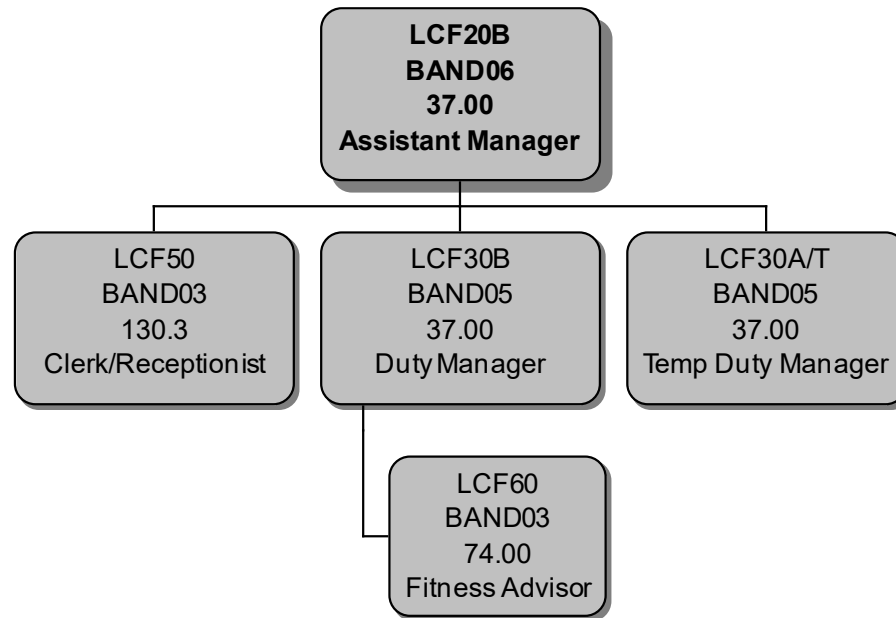 LCF20B
BAND06
37.00
Assistant Manager
LCF50
BAND03
130.3
Clerk/Receptionist
LCF30B
BAND05
37.00
Duty Manager
LCF30A/T
BAND05
37.00
Temp Duty Manager
LCF60
BAND03
74.00
Fitness Advisor